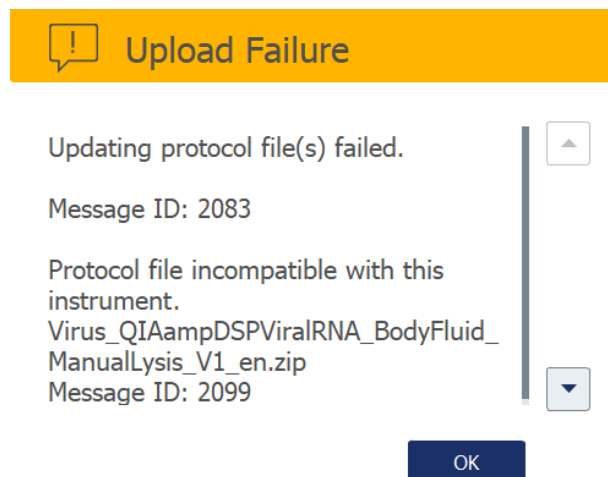 Upload Failure
Updating protocol file(s) failed.
Message ID: 2083
Protocol file incompatible with this
instrument.
Virus_QIAampDSPViralRNA_BodyFluid_
ManualLysis_V1_en.zip
Message ID: 2099
OK